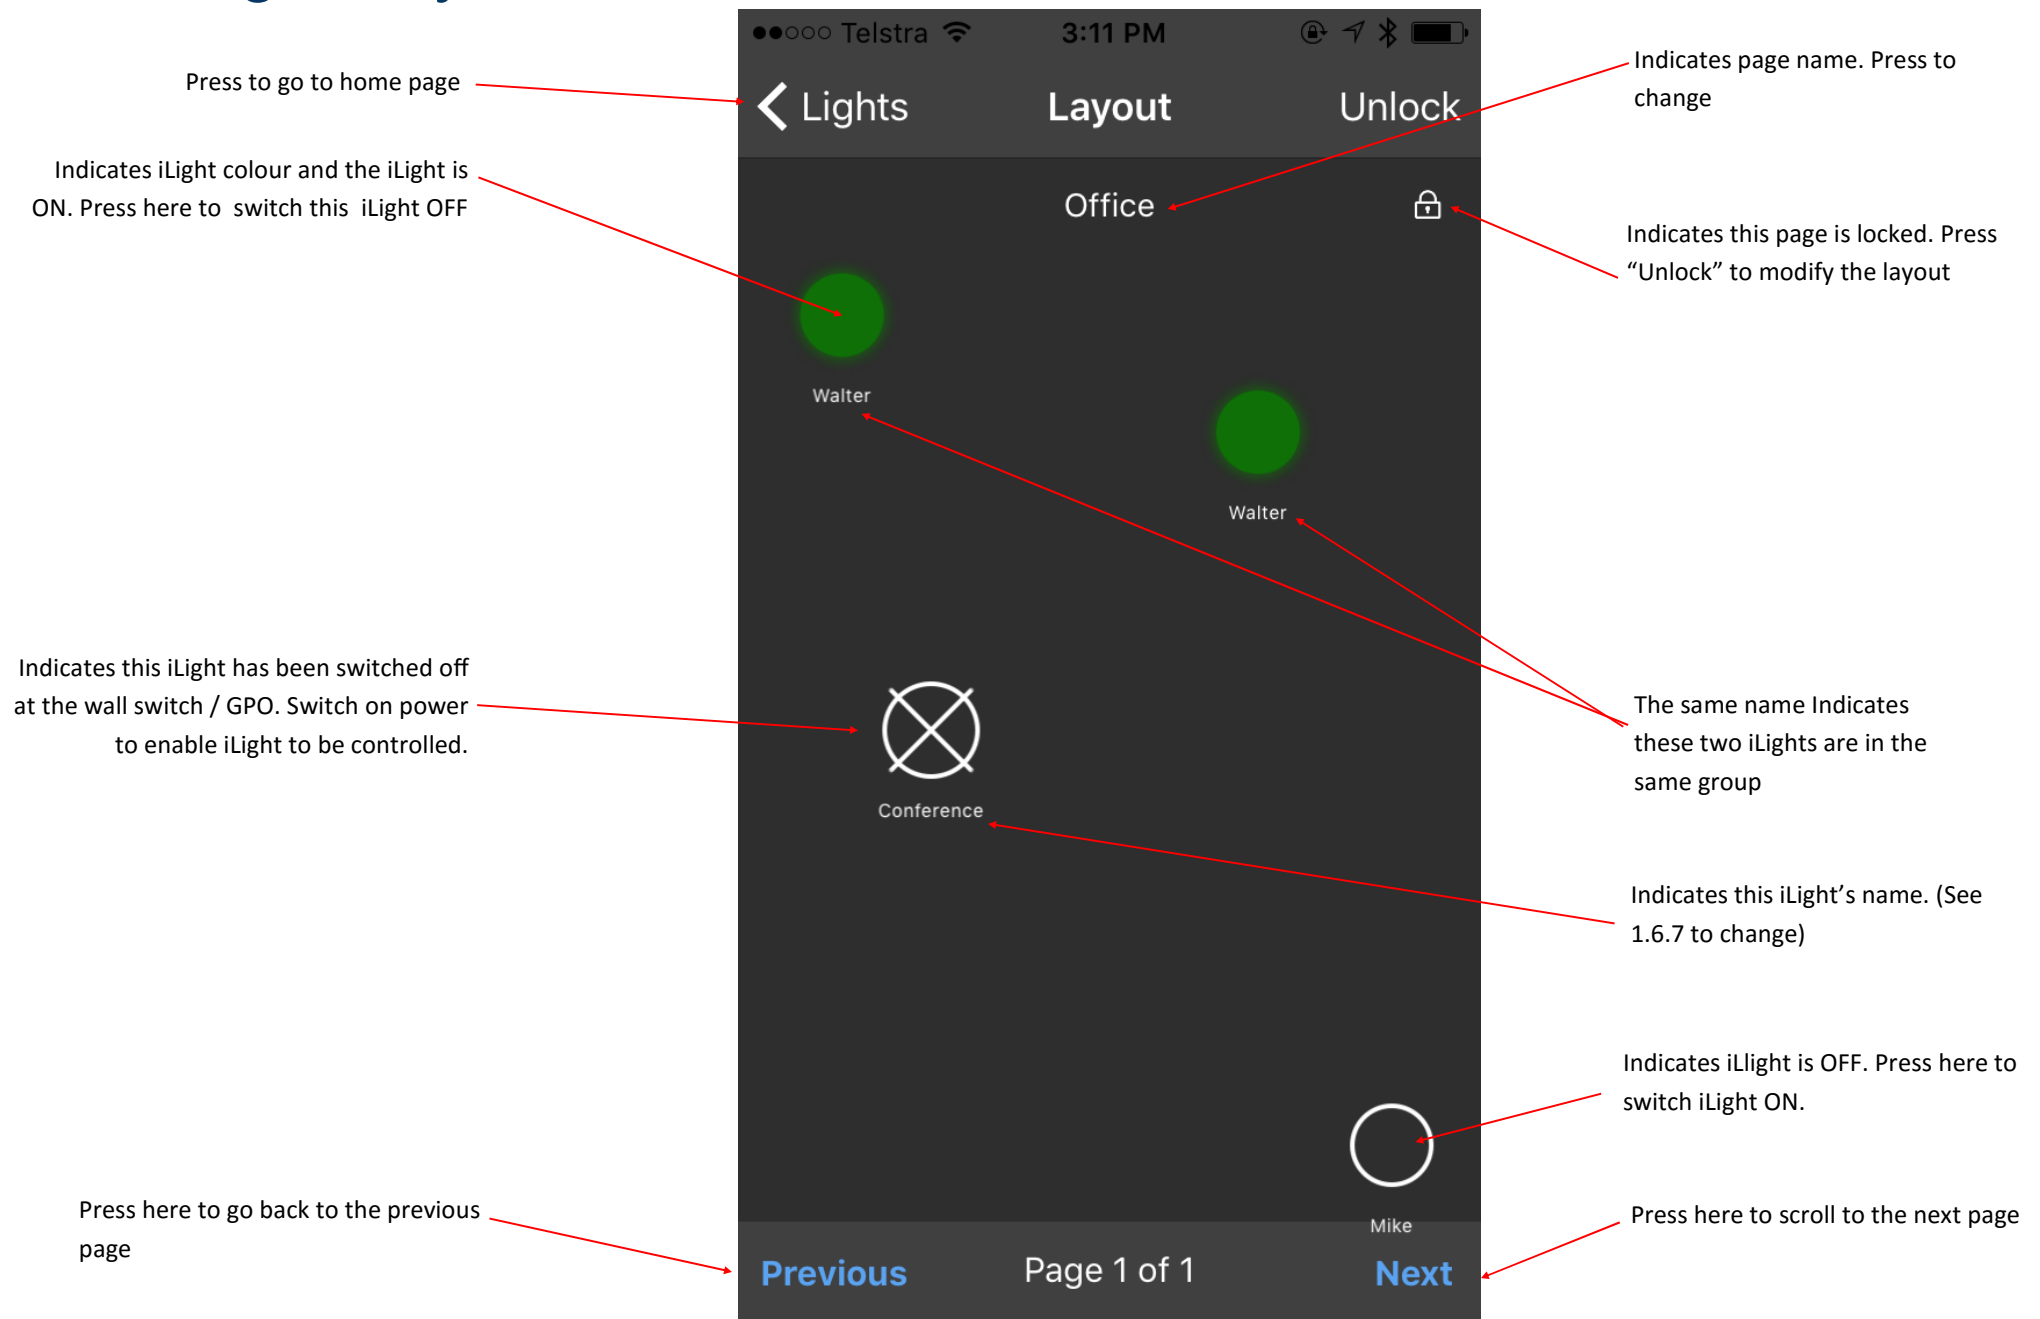 Telstra 3:11 PM
Press to go to home page
Lights Layout Unlock
Indicates page name. Press to
change
Indicates iLight colour and the iLight is
ON. Press here to  switch this  iLight OFF
Office
Indicates this page is locked. Press
“Unlock” to modify the layout
Walter
Walter
Indicates this iLight has been switched off
at the wall switch / GPO. Switch on power
to enable iLight to be controlled.
The same name Indicates
these two iLights are in the
same group
Conference
Indicates this iLight’s name. (See
1.6.7 to change)
Indicates iLlight is OFF. Press here to
switch iLight ON.
Mike
Press here to go back to the previous
page
Press here to scroll to the next page
Previous Page 1 of 1 Next